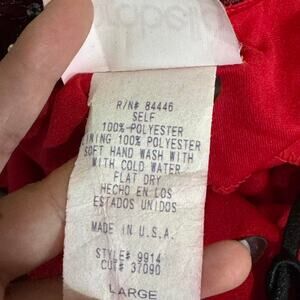 R/N# 84446
SELF
100% POLYESTER
LINING 100% POLYESTER
SOFT HAND WASH WITH
WITH COLD WATER
FLAT DRY
HECHO EN LOS
ESTADOS UNIDOS
MADE IN U.S.A.
STYLE# 9914
CUT# 37090
LARGE